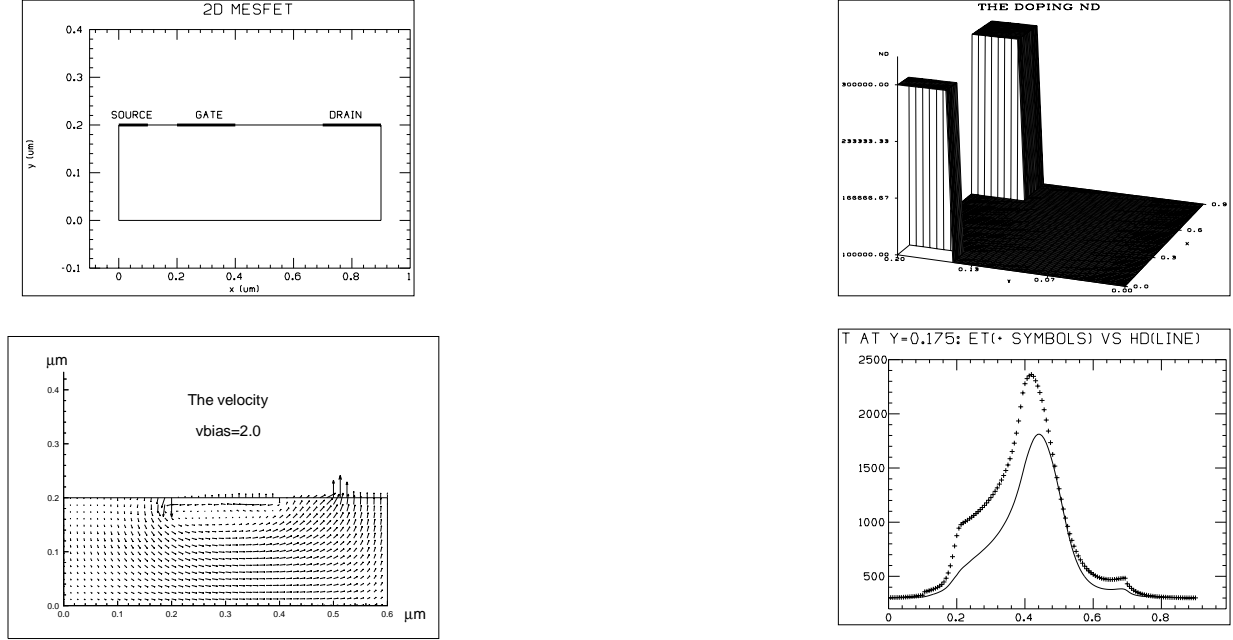 2D MESFET
0.4
0.3
0.2
0.1
0.0
-0.1
y (um)
SOURCE GATE DRAIN
0 0.2 0.4 0.6 0.8 1
x (um)
THE DOPING ND
ND
300000.00
233333.33
166666.67
100000.00
0.20 0.13 0.07 0.00
Y
0.0 0.3 0.6 0.9
X
μm
The velocity
vbias=2.0
0.4
0.3
0.2
0.1
0.0
0.0 0.1 0.2 0.3 0.4 0.5 0.6
μm
T AT Y=0.175: ET(+ SYMBOLS) VS HD(LINE)
2500
2000
1500
1000
500
0 0.2 0.4 0.6 0.8